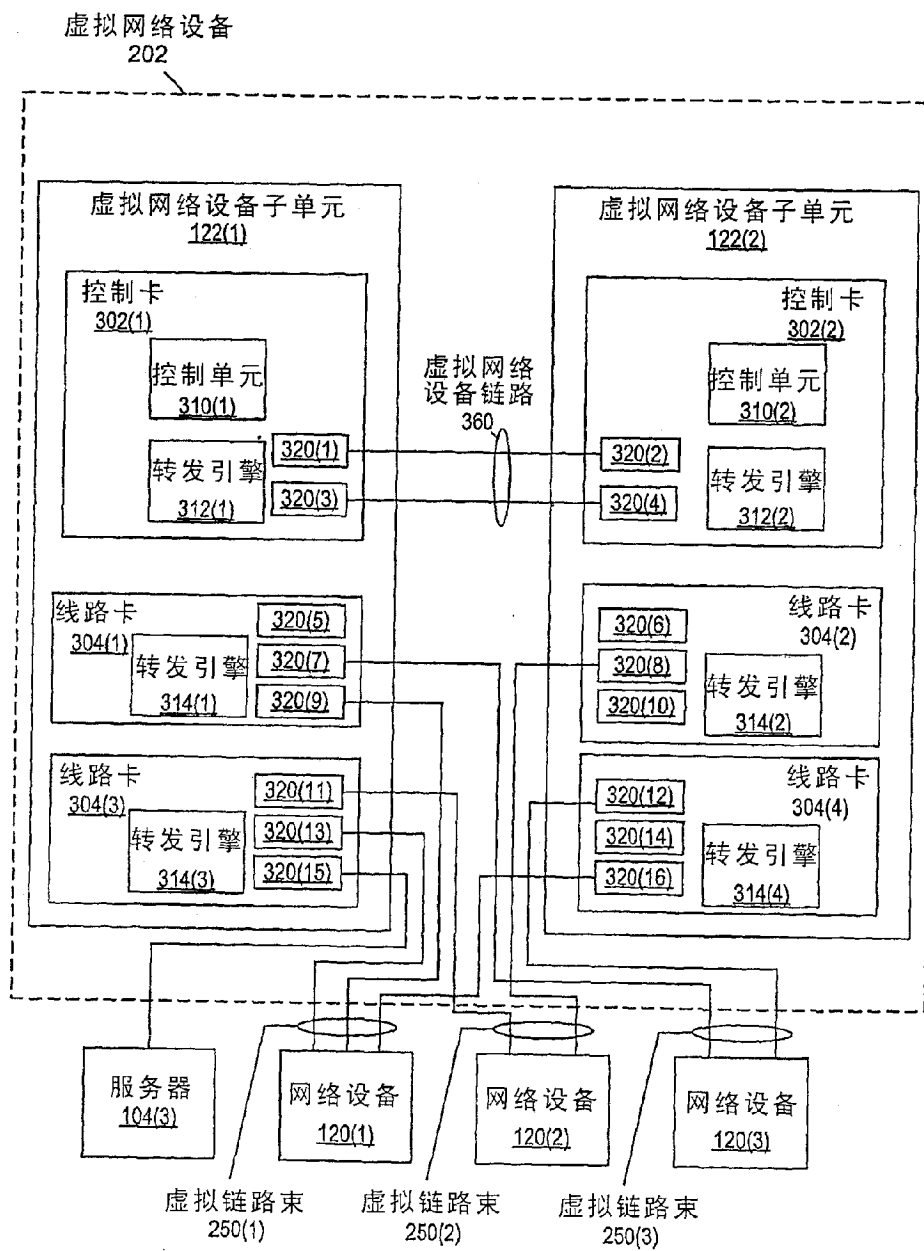 虚拟网络设备
202
虚拟网络设备子单元
122(1)
控制卡
302(1)
控制单元
310(1)
转发引擎
312(1)
320(1)
320(3)
线路卡
304(1)
转发引擎
314(1)
320(5)
320(7)
320(9)
线路卡
304(3)
转发引擎
314(3)
320(11)
320(13)
320(15)
虚拟网络
设备链路
360
虚拟网络设备子单元
122(2)
控制卡
302(2)
控制单元
310(2)
320(2)
320(4)
转发引擎
312(2)
线路卡
304(2)
320(6)
320(8)
320(10)
转发引擎
314(2)
线路卡
304(4)
320(12)
320(14)
320(16)
转发引擎
314(4)
服务器
104(3)
网络设备
120(1)
网络设备
120(2)
网络设备
120(3)
虚拟链路束
250(1)
虚拟链路束
250(2)
虚拟链路束
250(3)